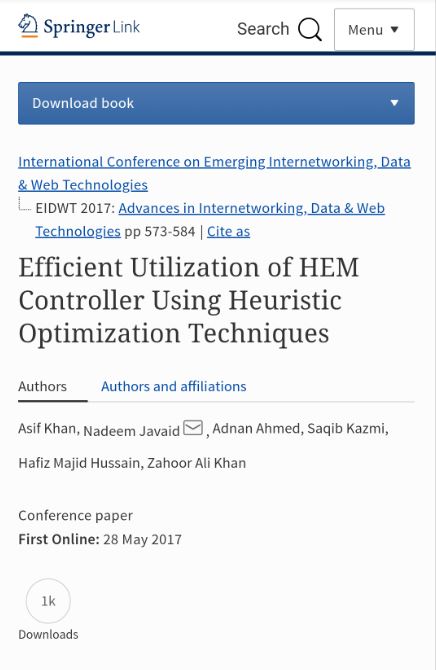 Springer Link
Search
Menu ▼
Download book ▼
International Conference on Emerging Internetworking, Data
& Web Technologies
EIDWT 2017: Advances in Internetworking, Data & Web
Technologies pp 573-584 | Cite as
Efficient Utilization of HEM
Controller Using Heuristic
Optimization Techniques
Authors Authors and affiliations
Asif Khan, Nadeem Javaid , Adnan Ahmed, Saqib Kazmi,
Hafiz Majid Hussain, Zahoor Ali Khan
Conference paper
First Online: 28 May 2017
1k
Downloads